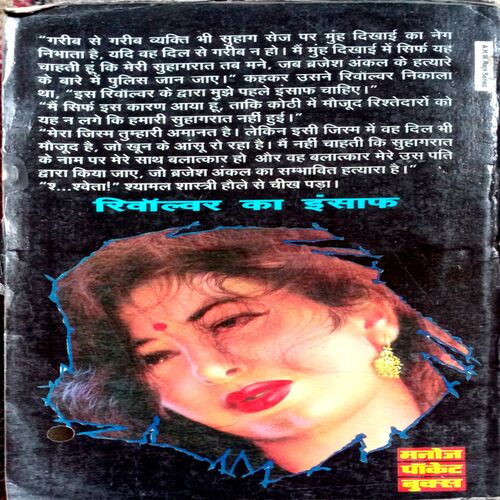 “गरीब से गरीब व्यक्ति भी सुहाग सेज पर मुंह दिखाई का नेग
निभाता है, यदि वह दिल से गरीब न हो। मैं मुंह दिखाई में सिर्फ यह
चाहती हूं कि मेरी सुहागरात तब मने, जब ब्रजेश अंकल के हत्यारे
के बारे में पुलिस जान जाए।” कहकर उसने रिवॉल्वर निकाला
था, “इस रिवॉल्वर के द्वारा मुझे पहले इंसाफ चाहिए।”
“मैं सिर्फ इस कारण आया हूं, ताकि कोठी में मौजूद रिश्तेदारों को
यह न लगे कि हमारी सुहागरात नहीं हुई।”
“मेरा जिस्म तुम्हारी अमानत है। लेकिन इसी जिस्म में वह दिल भी
मौजूद है, जो खून के आंसू रो रहा है। मैं नहीं चाहती कि सुहागरात
के नाम पर मेरे साथ बलात्कार हो और वह बलात्कार मेरे उस पति
द्वारा किया जाए, जो ब्रजेश अंकल का सम्भावित हत्यारा है।”
“श्...श्वेता!” श्यामल शास्त्री हौले से चीख पड़ा।
रिवॉल्वर का इंसाफ
मनोज
पॉकेट
बुक्स